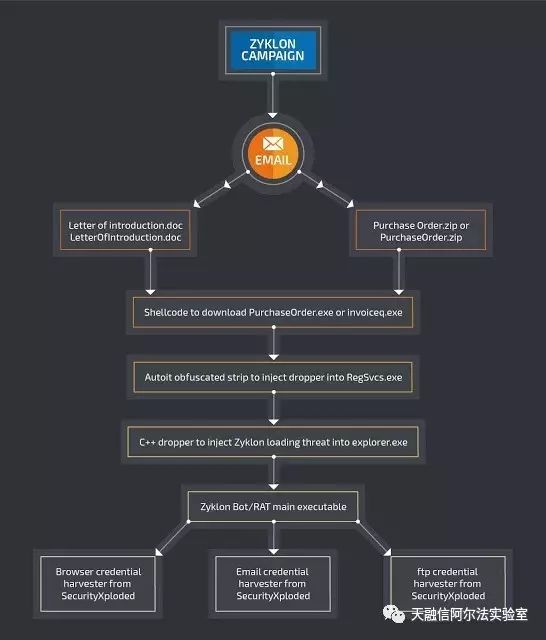 ZYKLON
CAMPAIGN
EMAIL
Letter of introduction.doc
LetterOfIntroduction.doc
Purchase Order.zip or
PurchaseOrder.zip
Shellcode to download PurchaseOrder.exe or invoiceq.exe
Autoit obfuscated strip to inject dropper into RegSvcs.exe
C++ dropper to inject Zyklon loading threat into explorer.exe
Zyklon Bot/RAT main executable
Browser credential
harvester from
SecurityXploded
Email credential
harvester from
SecurityXploded
ftp credential
harvester from
SecurityXploded
天融信阿尔法实验室